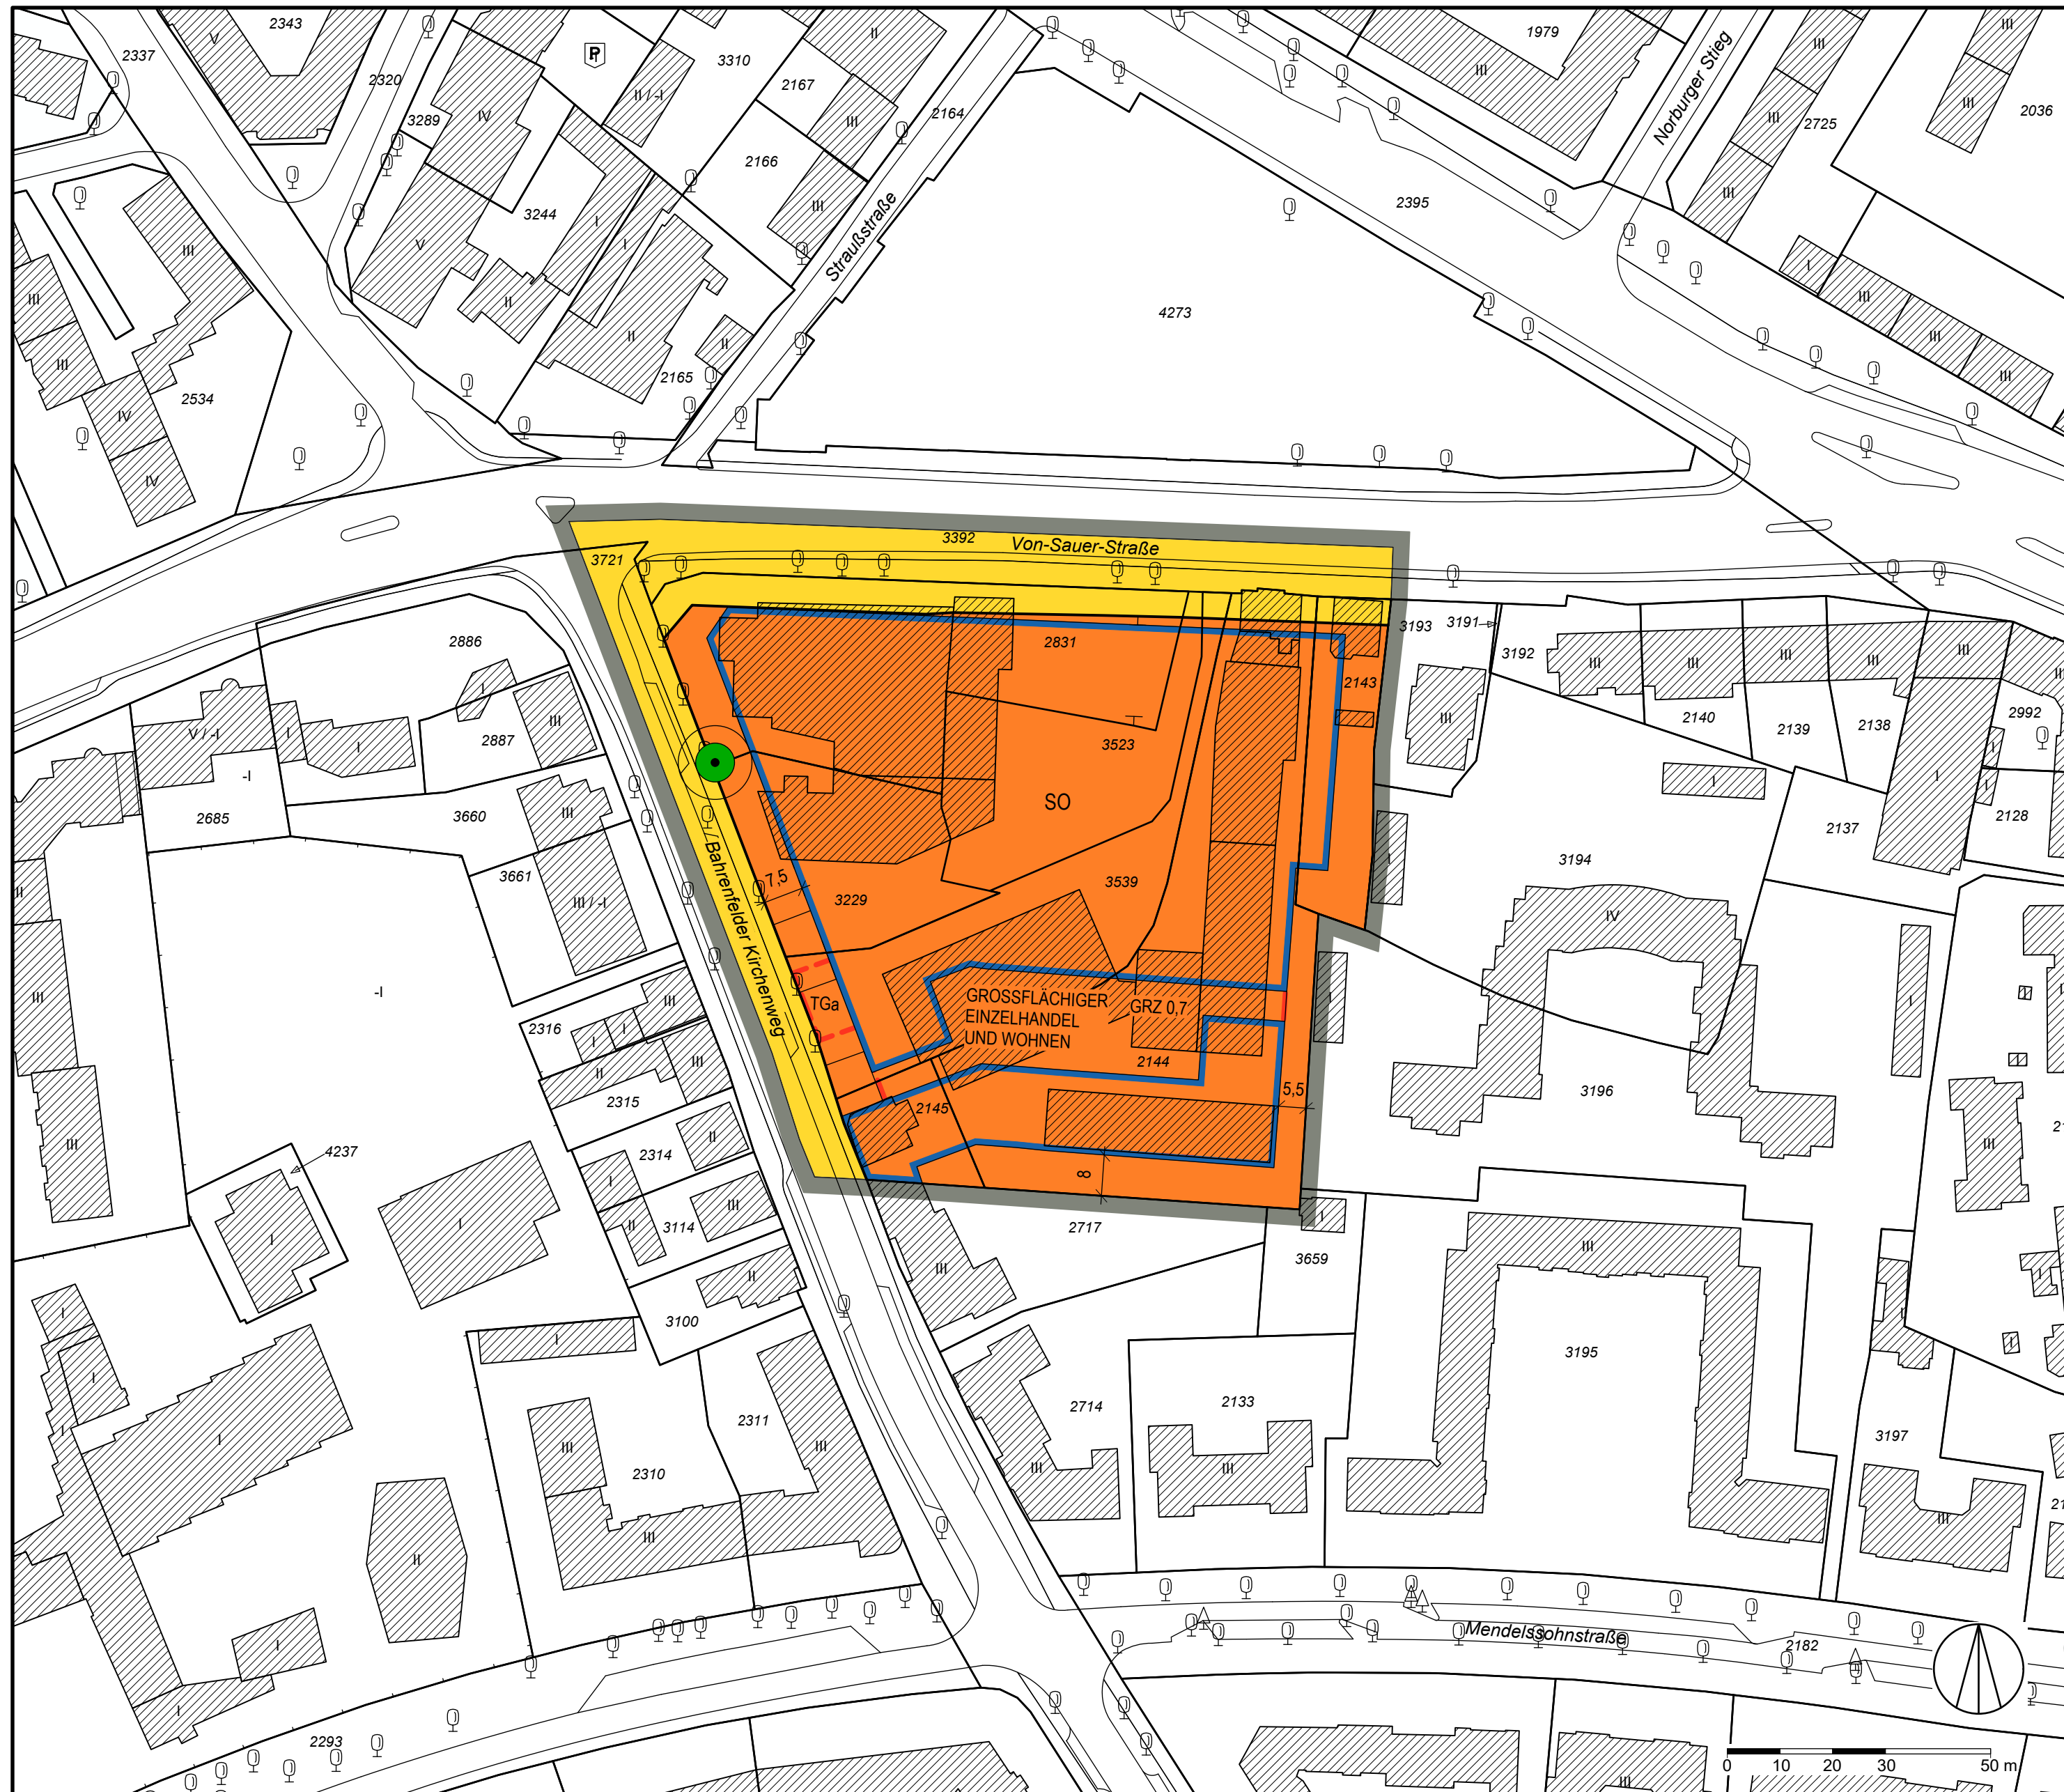 2343
2337
V
2320
3289
IV
P
3310
II / -I
II
2167
III
2164
2166
III
1979
III
Norburger Stieg
III
III
III
III
2725
III
2036
2395
3244
I
I
V
III
II
II
II
2165
Straußstraße
4273
I
III
III
III
III
III
IV
IV
2534
3392
Von-Sauer-Straße
3721
2831
2143
3193
3191
3192
III
III
III
III
III
III
III
2140
2139
2138
2992
I
I
I
2886
I
III
2887
V / -I
I
I
-I
2685
3660
III
3661
III / -I
3523
SO
3539
3229
7,5
Bahrenfelder Kirchenweg
I
3194
IV
I
2137
2128
I
II
III
-I
TGa
GROSSFLÄCHIGER
EINZELHANDEL
UND WOHNEN
GRZ 0,7
2144
5,5
2145
8
I
3196
III
2316
I
I
III
II
III
2315
2314
II
I
III
II
3114
III
4237
I
I
II
3100
2717
III
3659
I
III
3195
I
I
I
I
I
I
I
I
III
2310
2311
III
III
II
2714
III
2133
III
3197
III
I
I
2293
Mendelssohnstraße
2182
III
0 10 20 30 50 m